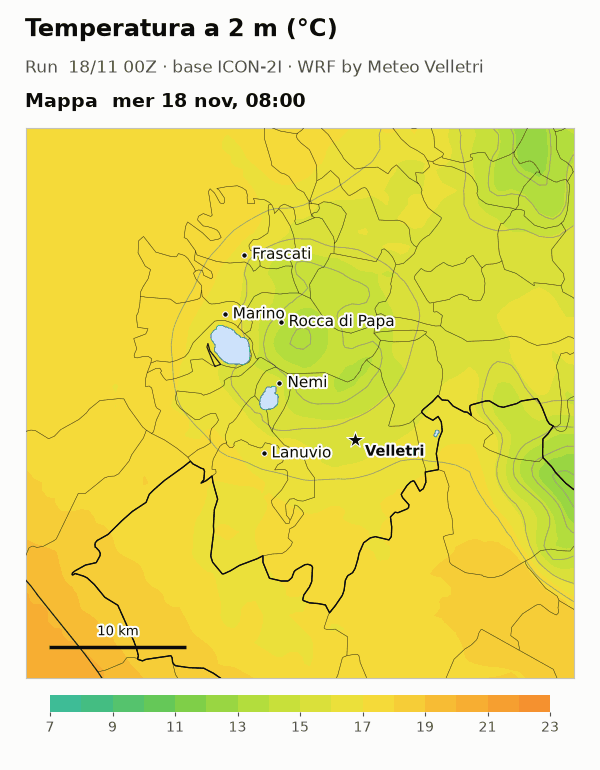 Temperatura a 2 m (°C)
Run  18/11 00Z · base ICON-2I · WRF by Meteo Velletri
Mappa  mer 18 nov, 08:00
Frascati
Marino
Rocca di Papa
Nemi
Velletri
Lanuvio
10 km
7 9 11 13 15 17 19 21 23